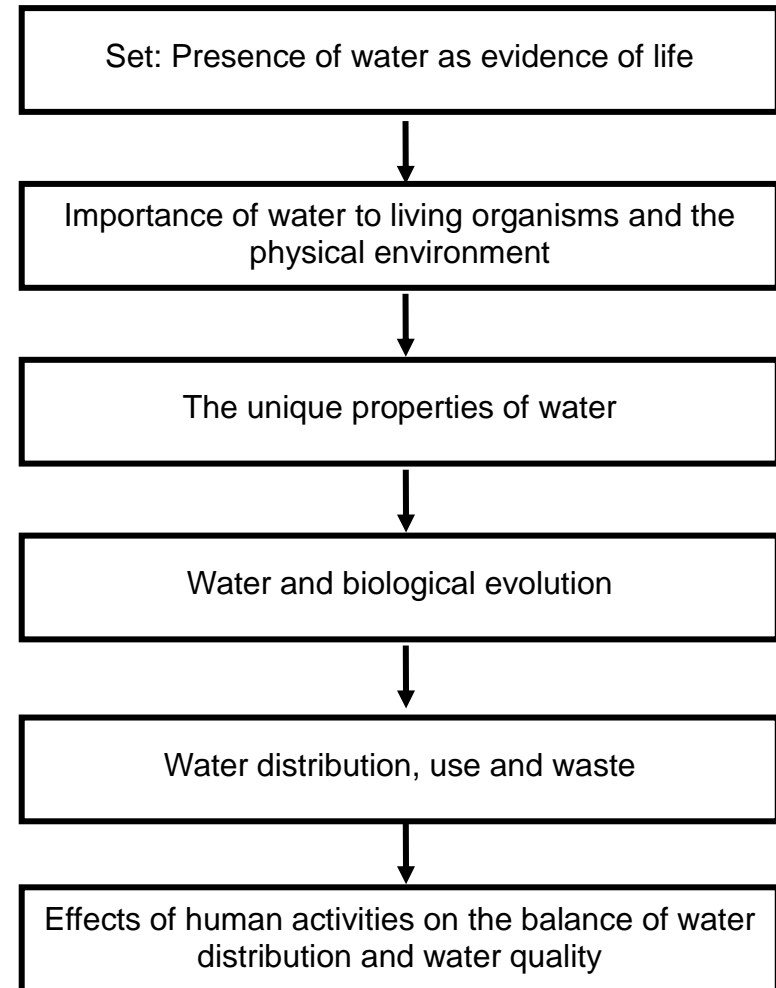 Set: Presence of water as evidence of life
Importance of water to living organisms and the
physical environment
The unique properties of water
Water and biological evolution
Water distribution, use and waste
Effects of human activities on the balance of water
distribution and water quality